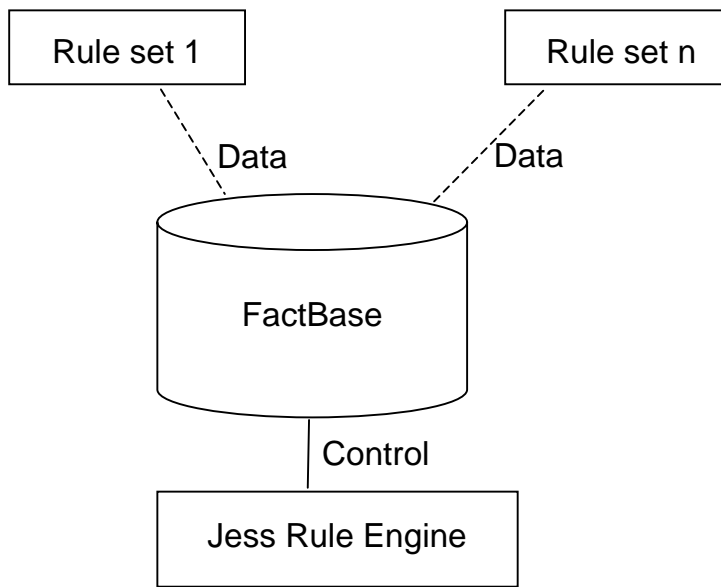 Rule set 1
Rule set n
Data
Data
FactBase
Control
Jess Rule Engine